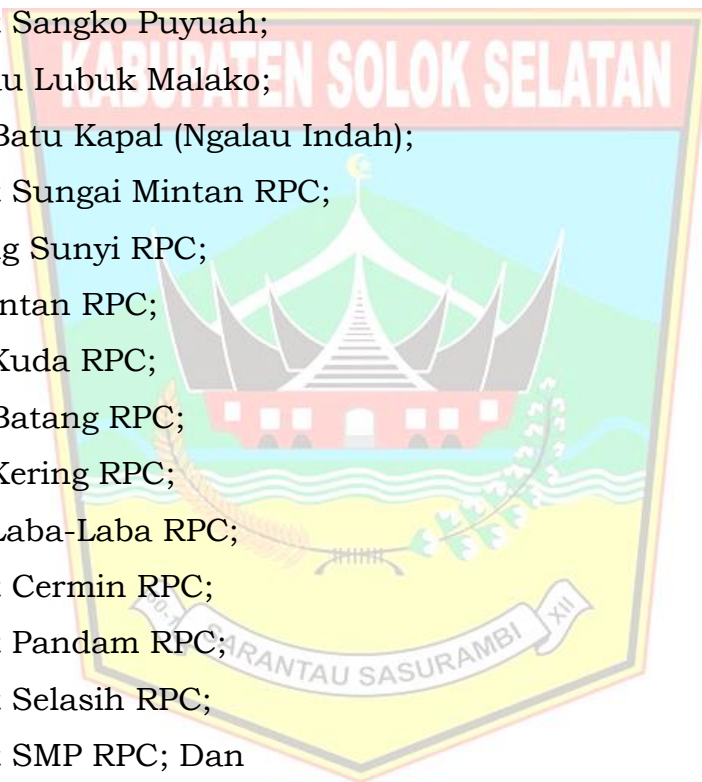 KABUPATEN SOLOK SELATAN
Sangko Puyuah;
u Lubuk Malako;
Batu Kapal (Ngalau Indah);
Sungai Mintan RPC;
g Sunyi RPC;
ntan RPC;
Kuda RPC;
Batang RPC;
Kering RPC;
Laba-Laba RPC;
Cermin RPC;
Pandam RPC;
SARANTAU SASURAMBI XII
Selasih RPC;
SMP RPC; Dan